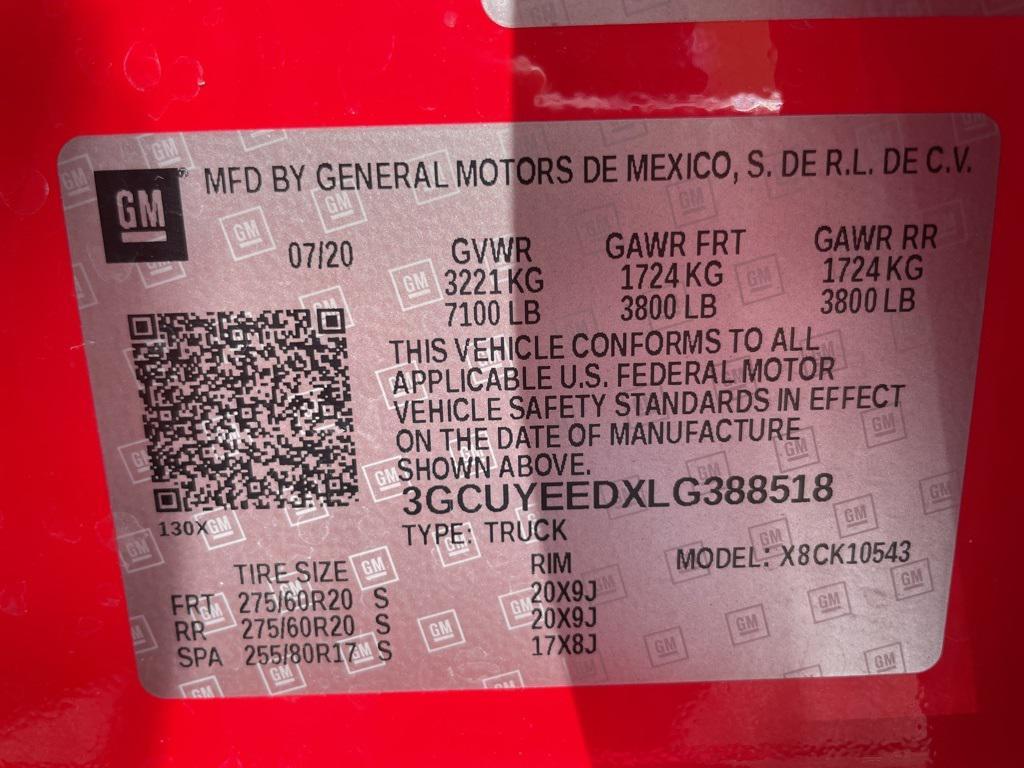 GM
MFD BY GENERAL MOTORS DE MEXICO, S. DE R.L. DE C.V.
07/20
GVWR GAWR FRT GAWR RR
3221 KG 1724 KG 1724 KG
7100 LB 3800 LB 3800 LB
THIS VEHICLE CONFORMS TO ALL
APPLICABLE U.S. FEDERAL MOTOR
VEHICLE SAFETY STANDARDS IN EFFECT
ON THE DATE OF MANUFACTURE
SHOWN ABOVE.
3GCUYEEDXLG388518
130X
TYPE: TRUCK
MODEL: X8CK10543
TIRE SIZE RIM
FRT 275/60R20 S 20X9J
RR 275/60R20 S 20X9J
SPA 255/80R17 S 17X8J